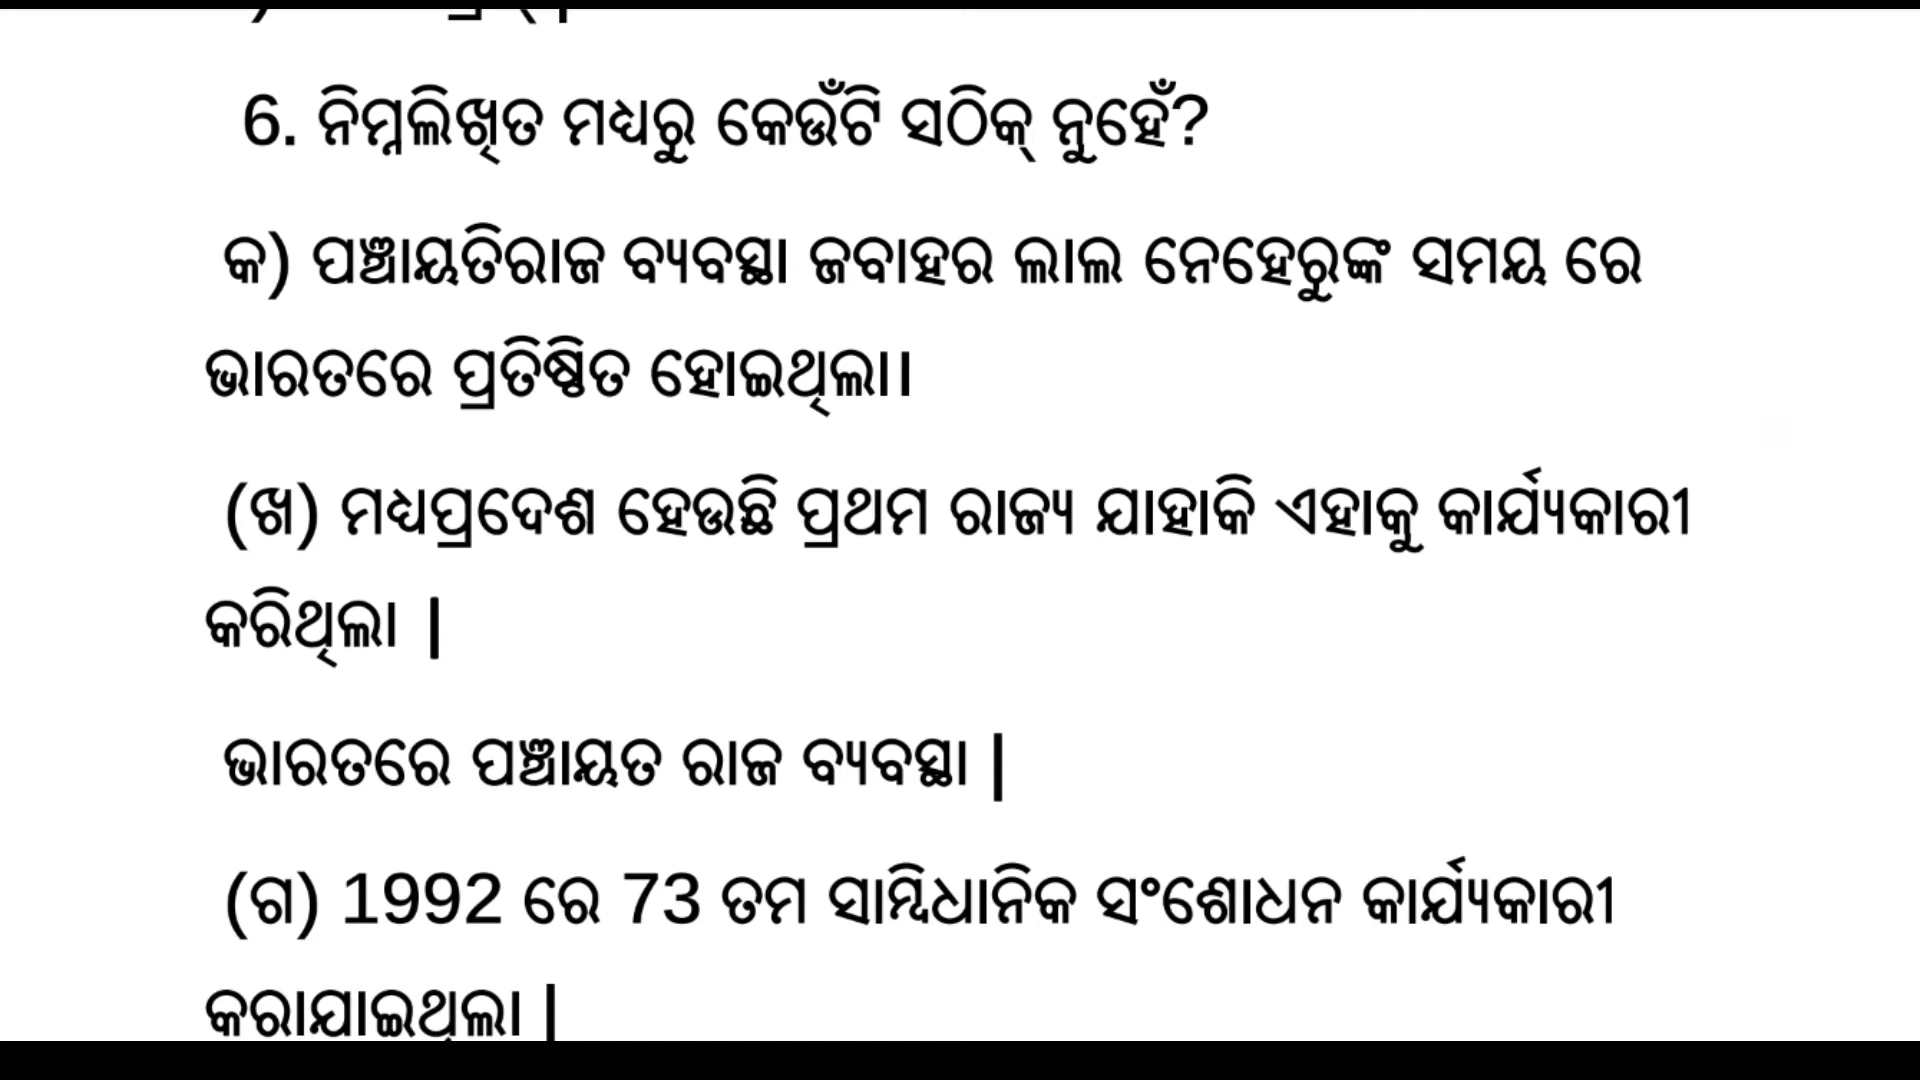 6. ନିମ୍ନଲିଖିତ ମଧ୍ୟରୁ କେଉଁଟି ସଠିକ୍ ନୁହେଁ?
କ) ପଞ୍ଚାୟତିରାଜ ବ୍ୟବସ୍ଥା ଜବାହର ଲାଲ ନେହେରୁଙ୍କ ସମୟ ରେ
ଭାରତରେ ପ୍ରତିଷ୍ଠିତ ହୋଇଥିଲା।
(ଖ) ମଧ୍ୟପ୍ରଦେଶ ହେଉଛି ପ୍ରଥମ ରାଜ୍ୟ ଯାହାକି ଏହାକୁ କାର୍ଯ୍ୟକାରୀ
କରିଥିଲା |
ଭାରତରେ ପଞ୍ଚାୟତ ରାଜ ବ୍ୟବସ୍ଥା |
(ଗ) 1992 ରେ 73 ତମ ସାମ୍ବିଧାନିକ ସଂଶୋଧନ କାର୍ଯ୍ୟକାରୀ
କରାଯାଇଥିଲା |